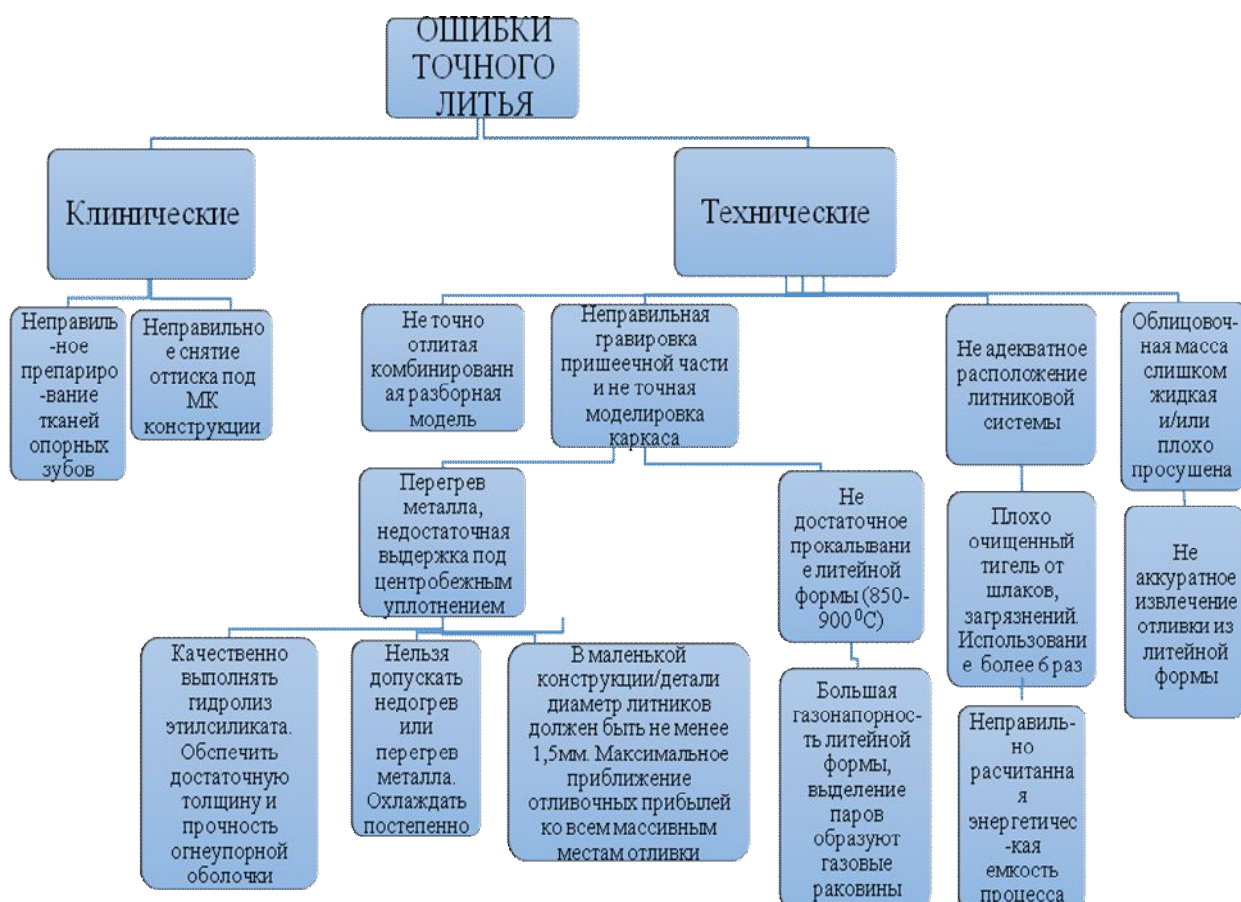 ОШИБКИ
ТОЧНОГО
ЛИТЬЯ
Клинические
Технические
Неправиль
-ное
препариро
-вание
тканей
опорных
зубов
Неправильно
е снятие
оттиска под
МК
конструкции
Не точно
отлитая
комбинированн
ая разборная
модель
Неправильная
гравировка
пришеечной части
и не точная
моделировка
каркаса
Не адекватное
расположение
литниковой
системы
Облицовоч-
ная масса
слишком
жидкая
и/или
плохо
просушена
Перегрев
металла,
недостаточная
выдержка под
центробежным
уплотнением
Не
достаточное
прокаливани
е литейной
формы (850-
900 ⁰С)
Плохо
очищенный
тигель от
шлаков,
загрязнений.
Использовани
е более 6 раз
Не
аккуратное
извлечение
отливки из
литейной
формы
Качественно
выполнять
гидролиз
этилсиликата.
Обспечить
достаточную
толщину и
прочность
огнеупорной
оболочки
Нельзя
допускать
недогрев
или
перегрев
металла.
Охлаждать
постепенно
В маленькой
конструкции/детали
диаметр литников
должен быть не менее
1,5мм. Максимальное
приближение
отливочных прибылей
ко всем массивным
местам отливки
Большая
газонапорнос-
ть литейной
формы,
выделение
паров
образуют
газовые
раковины
Неправиль-
но
расчитанна
я
энергетичес
-кая
емкость
процесса